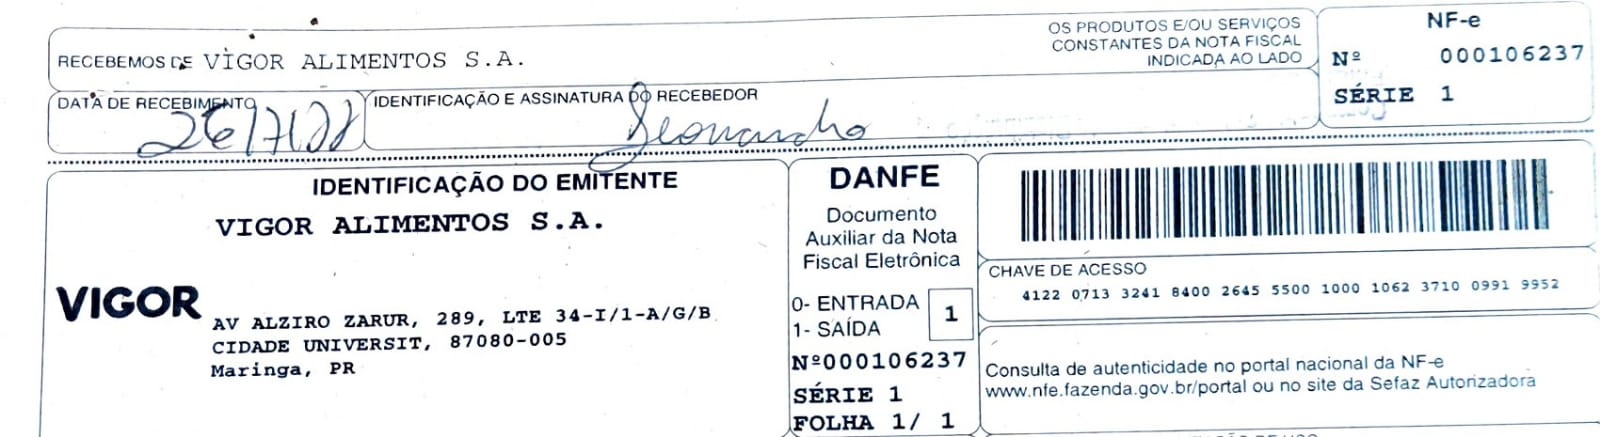 RECEBEMOS DE VIGOR ALIMENTOS S.A.
OS PRODUTOS E/OU SERVIÇOS
CONSTANTES DA NOTA FISCAL
INDICADA AO LADO
NF-e
Nº 000106237
SÉRIE 1
DATA DE RECEBIMENTO
26/7/22
IDENTIFICAÇÃO E ASSINATURA DO RECEBEDOR
Leonardo
IDENTIFICAÇÃO DO EMITENTE
VIGOR ALIMENTOS S.A.
VIGOR
AV ALZIRO ZARUR, 289, LTE 34-I/1-A/G/B
CIDADE UNIVERSIT, 87080-005
Maringa, PR
DANFE
Documento
Auxiliar da Nota
Fiscal Eletrônica
0- ENTRADA
1- SAÍDA
1
Nº000106237
SÉRIE 1
FOLHA 1/ 1
CHAVE DE ACESSO
4122 0713 3241 8400 2645 5500 1000 1062 3710 0991 9952
Consulta de autenticidade no portal nacional da NF-e
www.nfe.fazenda.gov.br/portal ou no site da Sefaz Autorizadora